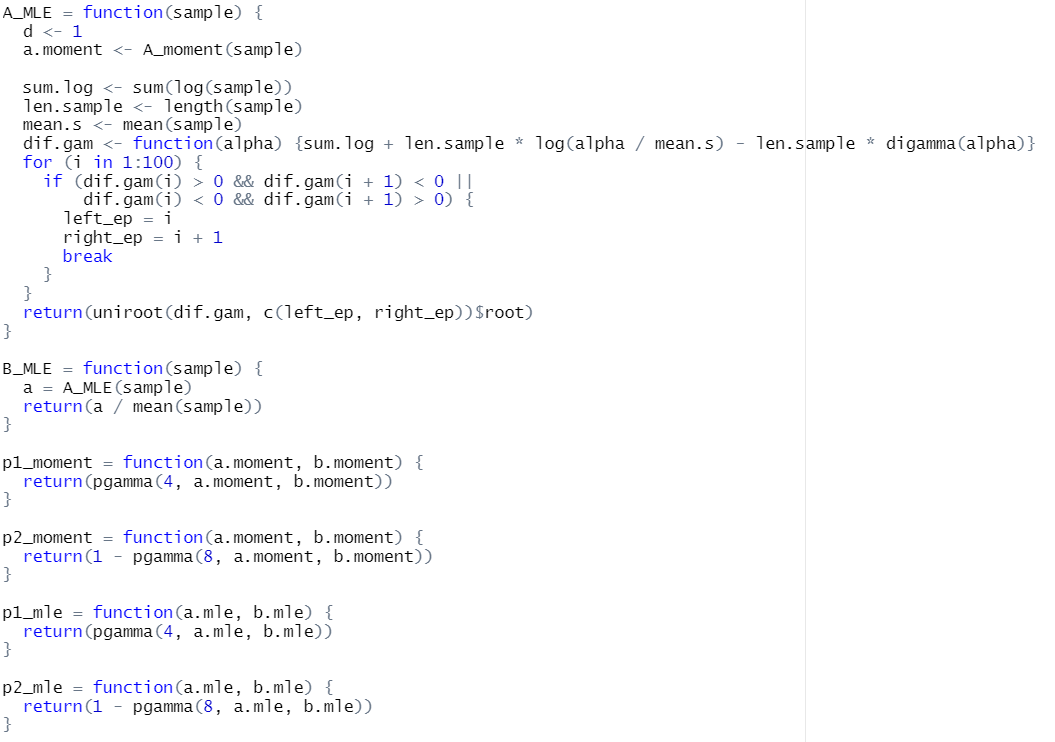 A_MLE = function(sample) {
  d <- 1
  a.moment <- A_moment(sample)

  sum.log <- sum(log(sample))
  len.sample <- length(sample)
  mean.s <- mean(sample)
  dif.gam <- function(alpha) {sum.log + len.sample * log(alpha / mean.s) - len.sample * digamma(alpha)}
  for (i in 1:100) {
    if (dif.gam(i) > 0 && dif.gam(i + 1) < 0 ||
        dif.gam(i) < 0 && dif.gam(i + 1) > 0) {
      left_ep = i
      right_ep = i + 1
      break
    }
  }
  return(uniroot(dif.gam, c(left_ep, right_ep))$root)
}

B_MLE = function(sample) {
  a = A_MLE(sample)
  return(a / mean(sample))
}

p1_moment = function(a.moment, b.moment) {
  return(pgamma(4, a.moment, b.moment))
}

p2_moment = function(a.moment, b.moment) {
  return(1 - pgamma(8, a.moment, b.moment))
}

p1_mle = function(a.mle, b.mle) {
  return(pgamma(4, a.mle, b.mle))
}

p2_mle = function(a.mle, b.mle) {
  return(1 - pgamma(8, a.mle, b.mle))
}